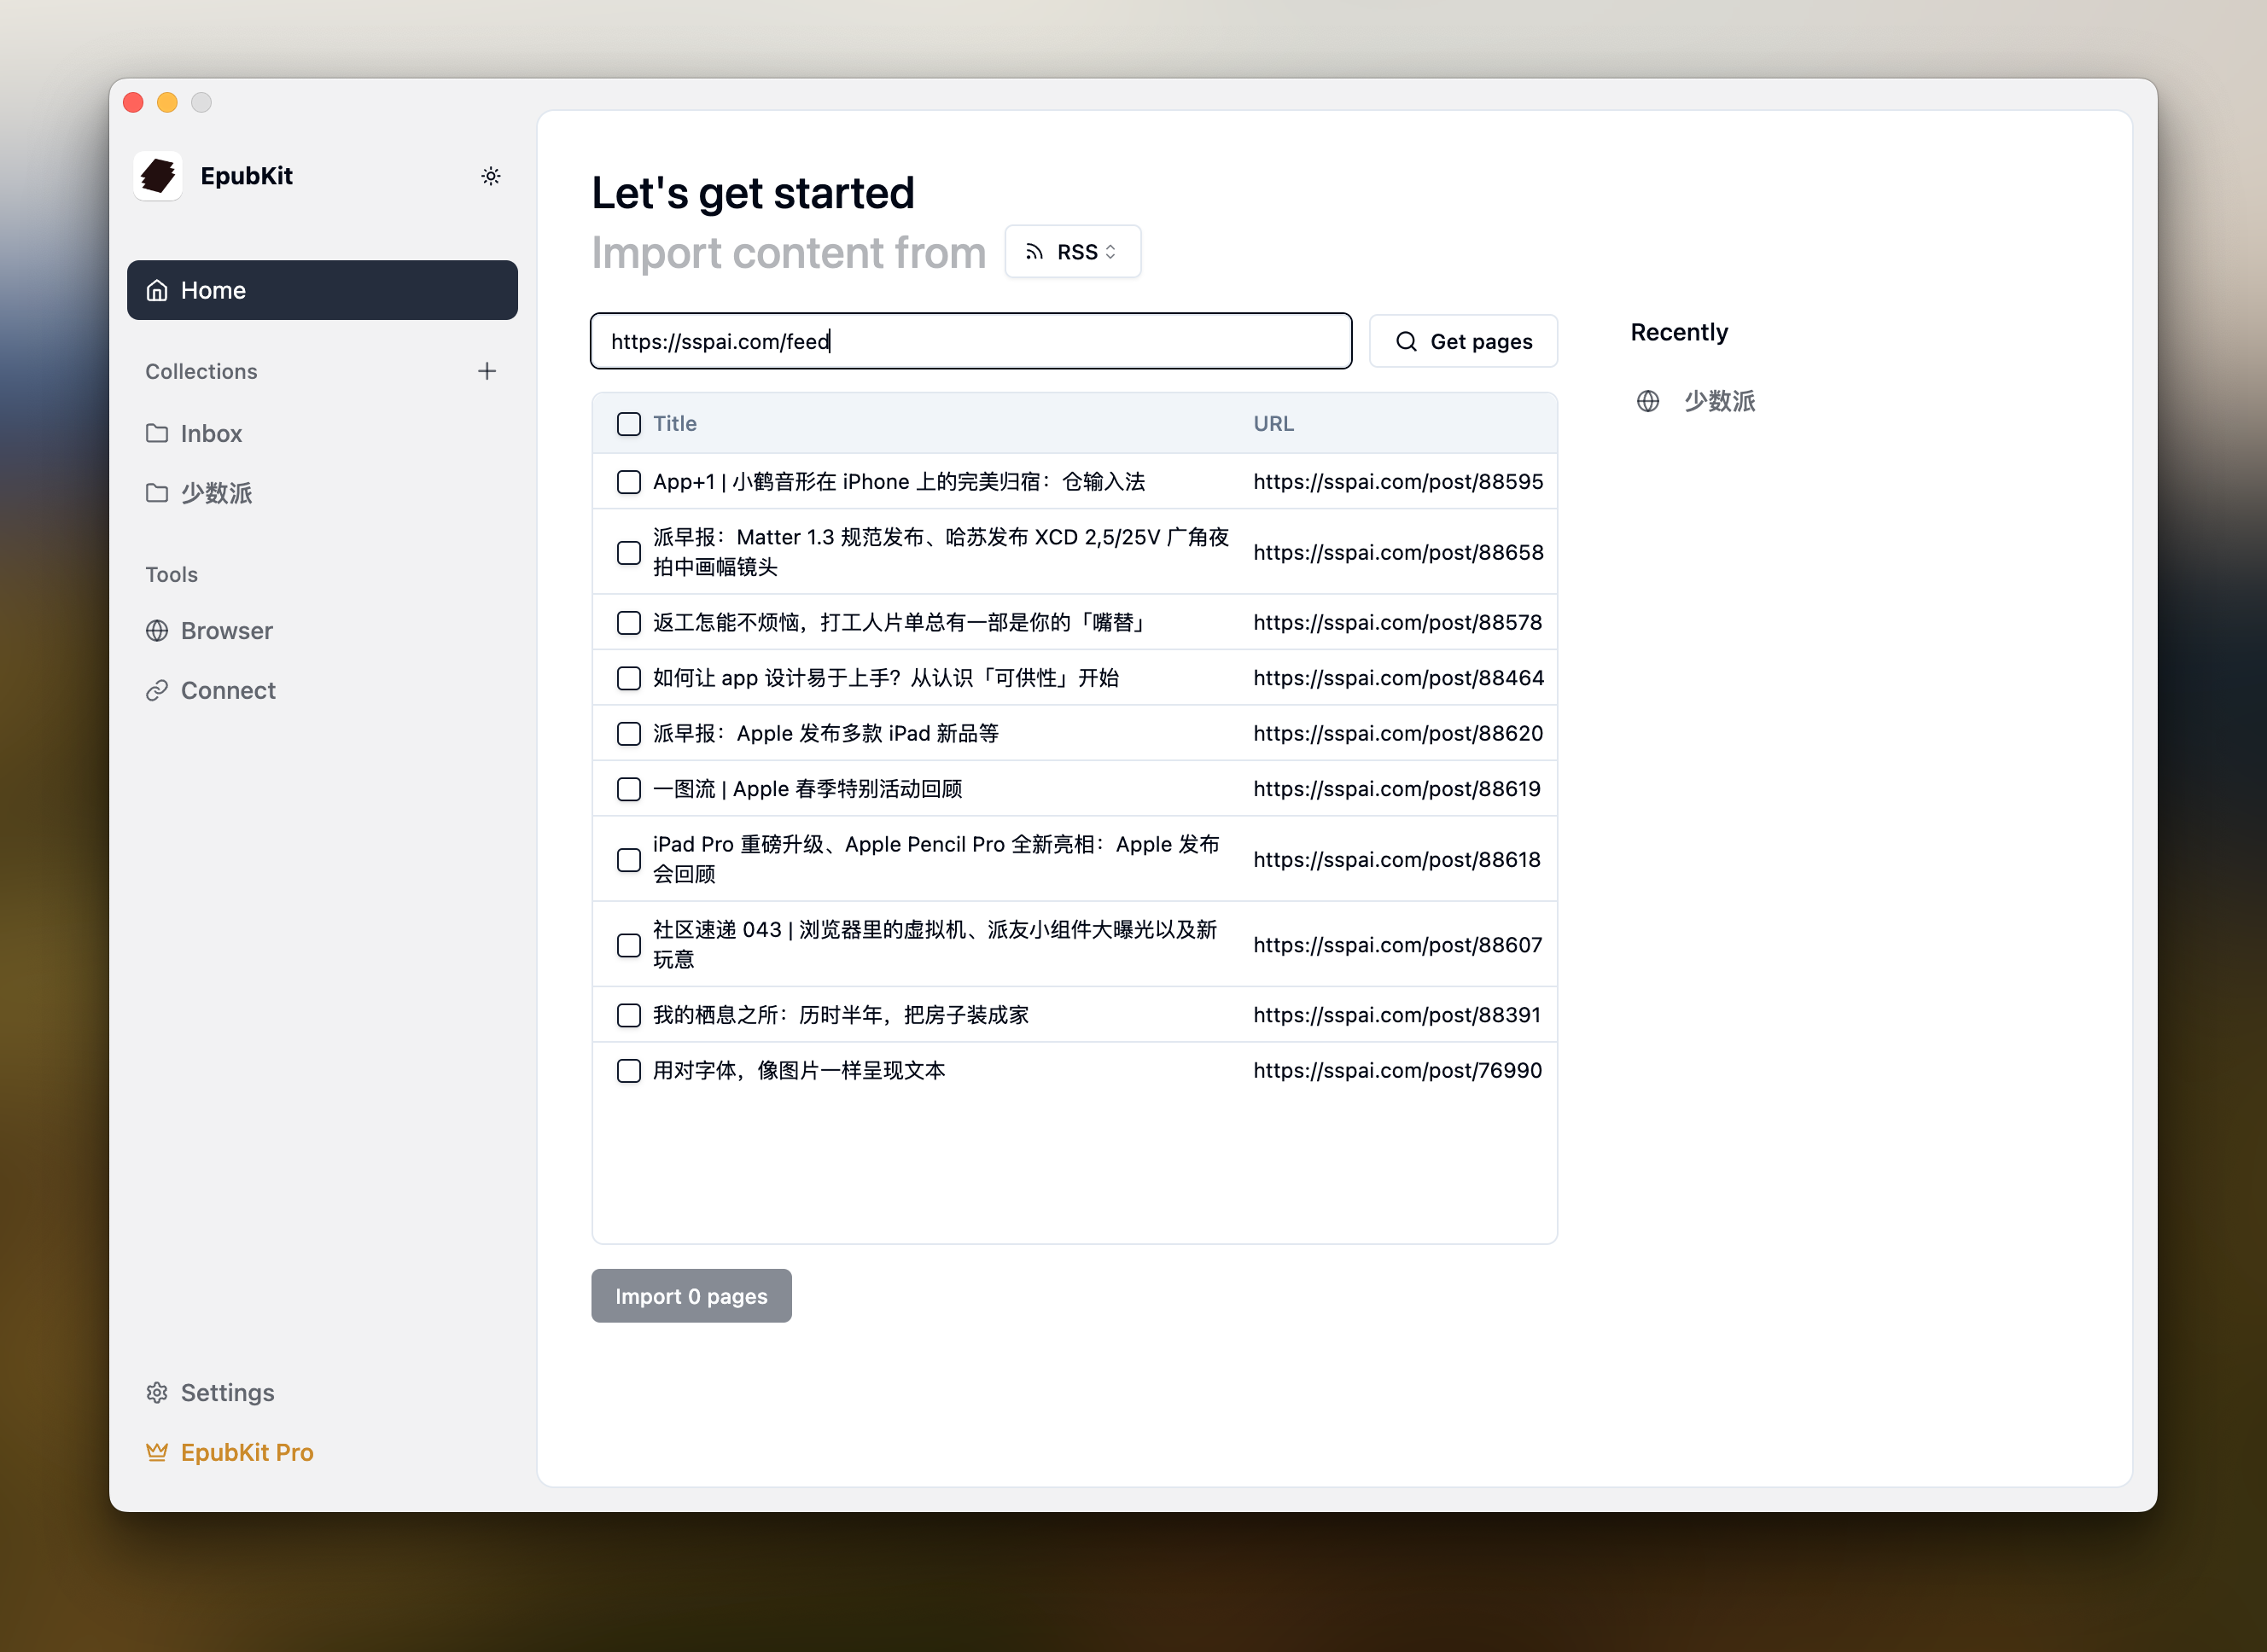 EpubKit
Home
Collections
Inbox
少数派
Tools
Browser
Connect
Settings
EpubKit Pro
Let's get started
Import content from
RSS
https://sspai.com/feed
Get pages
Title URL
App+1 | 小鹤音形在 iPhone 上的完美归宿：仓输入法 https://sspai.com/post/88595
派早报：Matter 1.3 规范发布、哈苏发布 XCD 2,5/25V 广角夜
拍中画幅镜头
https://sspai.com/post/88658
返工怎能不烦恼，打工人片单总有一部是你的「嘴替」 https://sspai.com/post/88578
如何让 app 设计易于上手？从认识「可供性」开始 https://sspai.com/post/88464
派早报：Apple 发布多款 iPad 新品等 https://sspai.com/post/88620
一图流 | Apple 春季特别活动回顾 https://sspai.com/post/88619
iPad Pro 重磅升级、Apple Pencil Pro 全新亮相：Apple 发布
会回顾
https://sspai.com/post/88618
社区速递 043 | 浏览器里的虚拟机、派友小组件大曝光以及新
玩意
https://sspai.com/post/88607
我的栖息之所：历时半年，把房子装成家 https://sspai.com/post/88391
用对字体，像图片一样呈现文本 https://sspai.com/post/76990
Import 0 pages
Recently
少数派